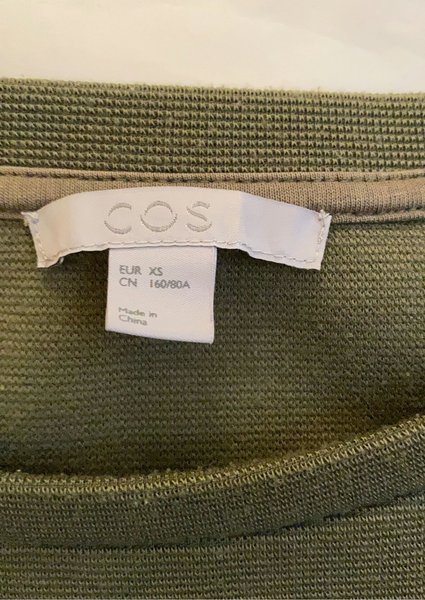 COS
EUR XS
CN 160/80A
Made in
China